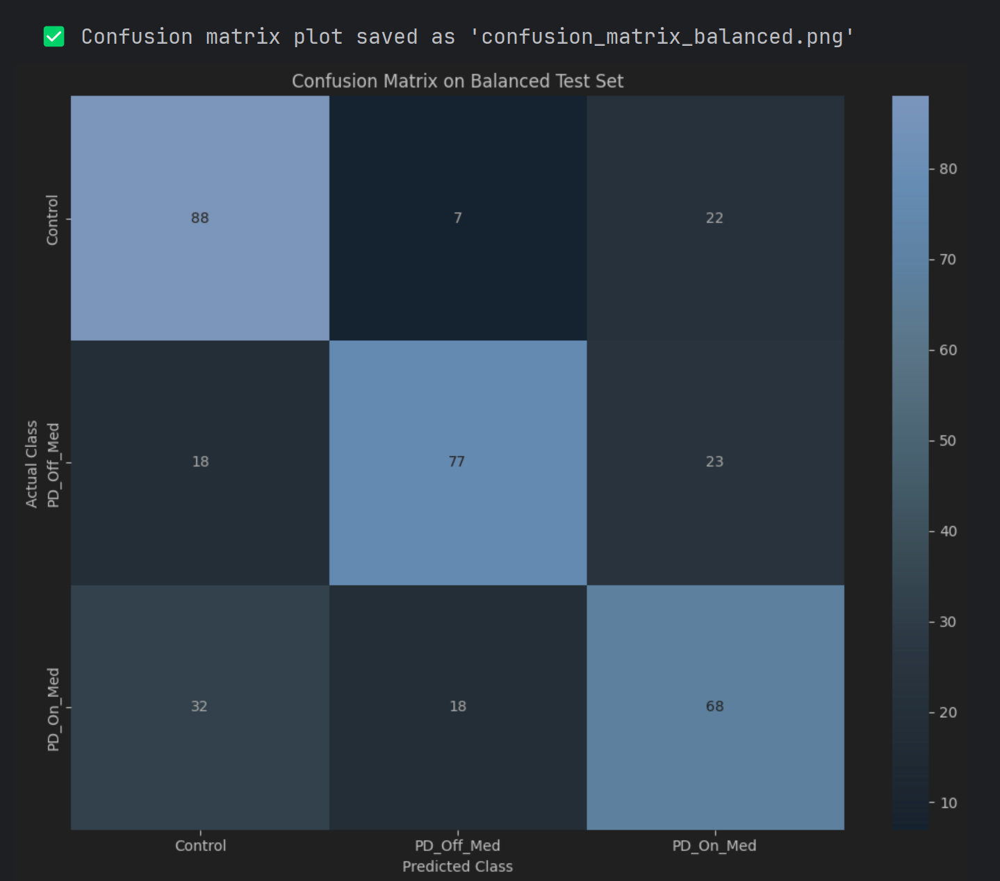 ✅ Confusion matrix plot saved as 'confusion_matrix_balanced.png'
Confusion Matrix on Balanced Test Set
Actual Class
Control
88 7 22
PD_Off_Med
18 77 23
PD_On_Med
32 18 68
Control PD_Off_Med PD_On_Med
Predicted Class
80
70
60
50
40
30
20
10